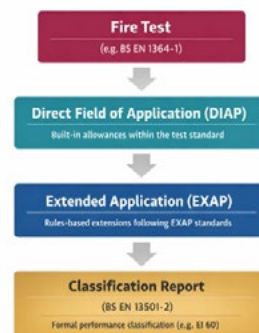 Fire Test
(e.g. BS EN 1364-1)
Direct Field of Application (DIAP)
Built-in allowances within the test standard
Extended Application (EXAP)
Rules-based extensions following EXAP standards
Classification Report
(BS EN 13501-2)
Formal performance classification (e.g. EI 60)